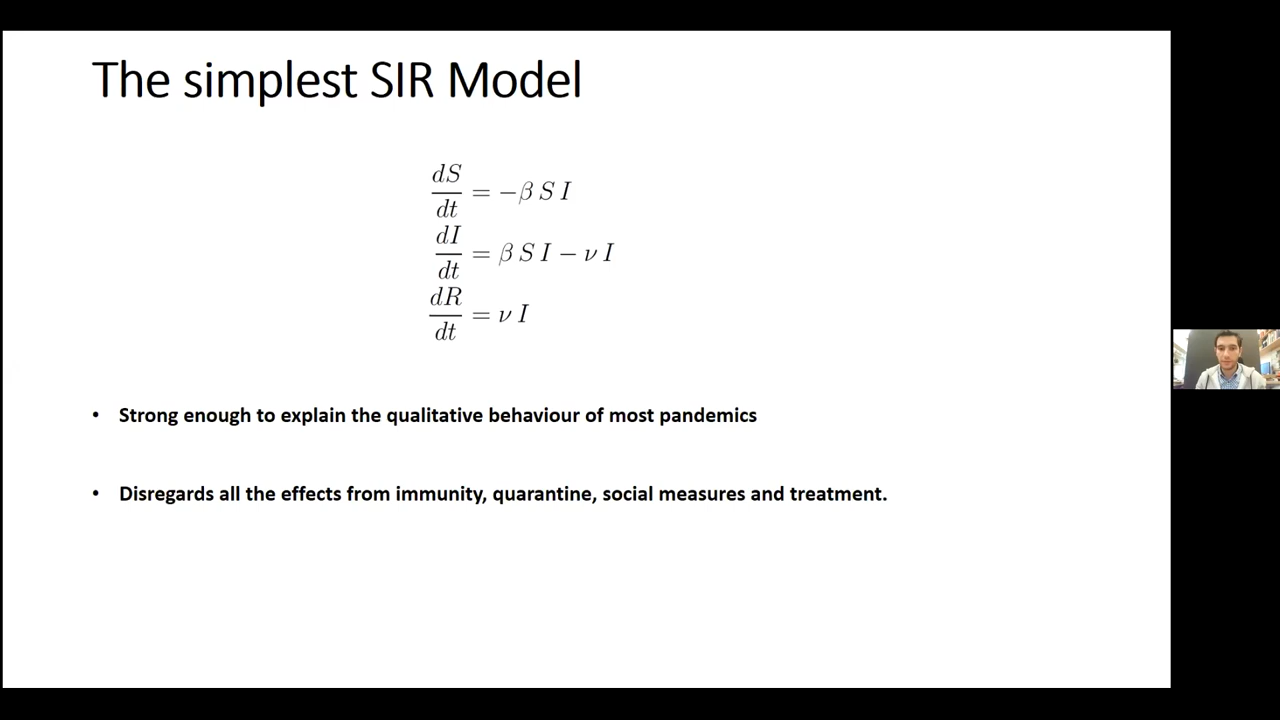 The simplest SIR Model
dS/dt = −β S I
dI/dt = β S I − ν I
dR/dt = ν I
• Strong enough to explain the qualitative behaviour of most pandemics
• Disregards all the effects from immunity, quarantine, social measures and treatment.